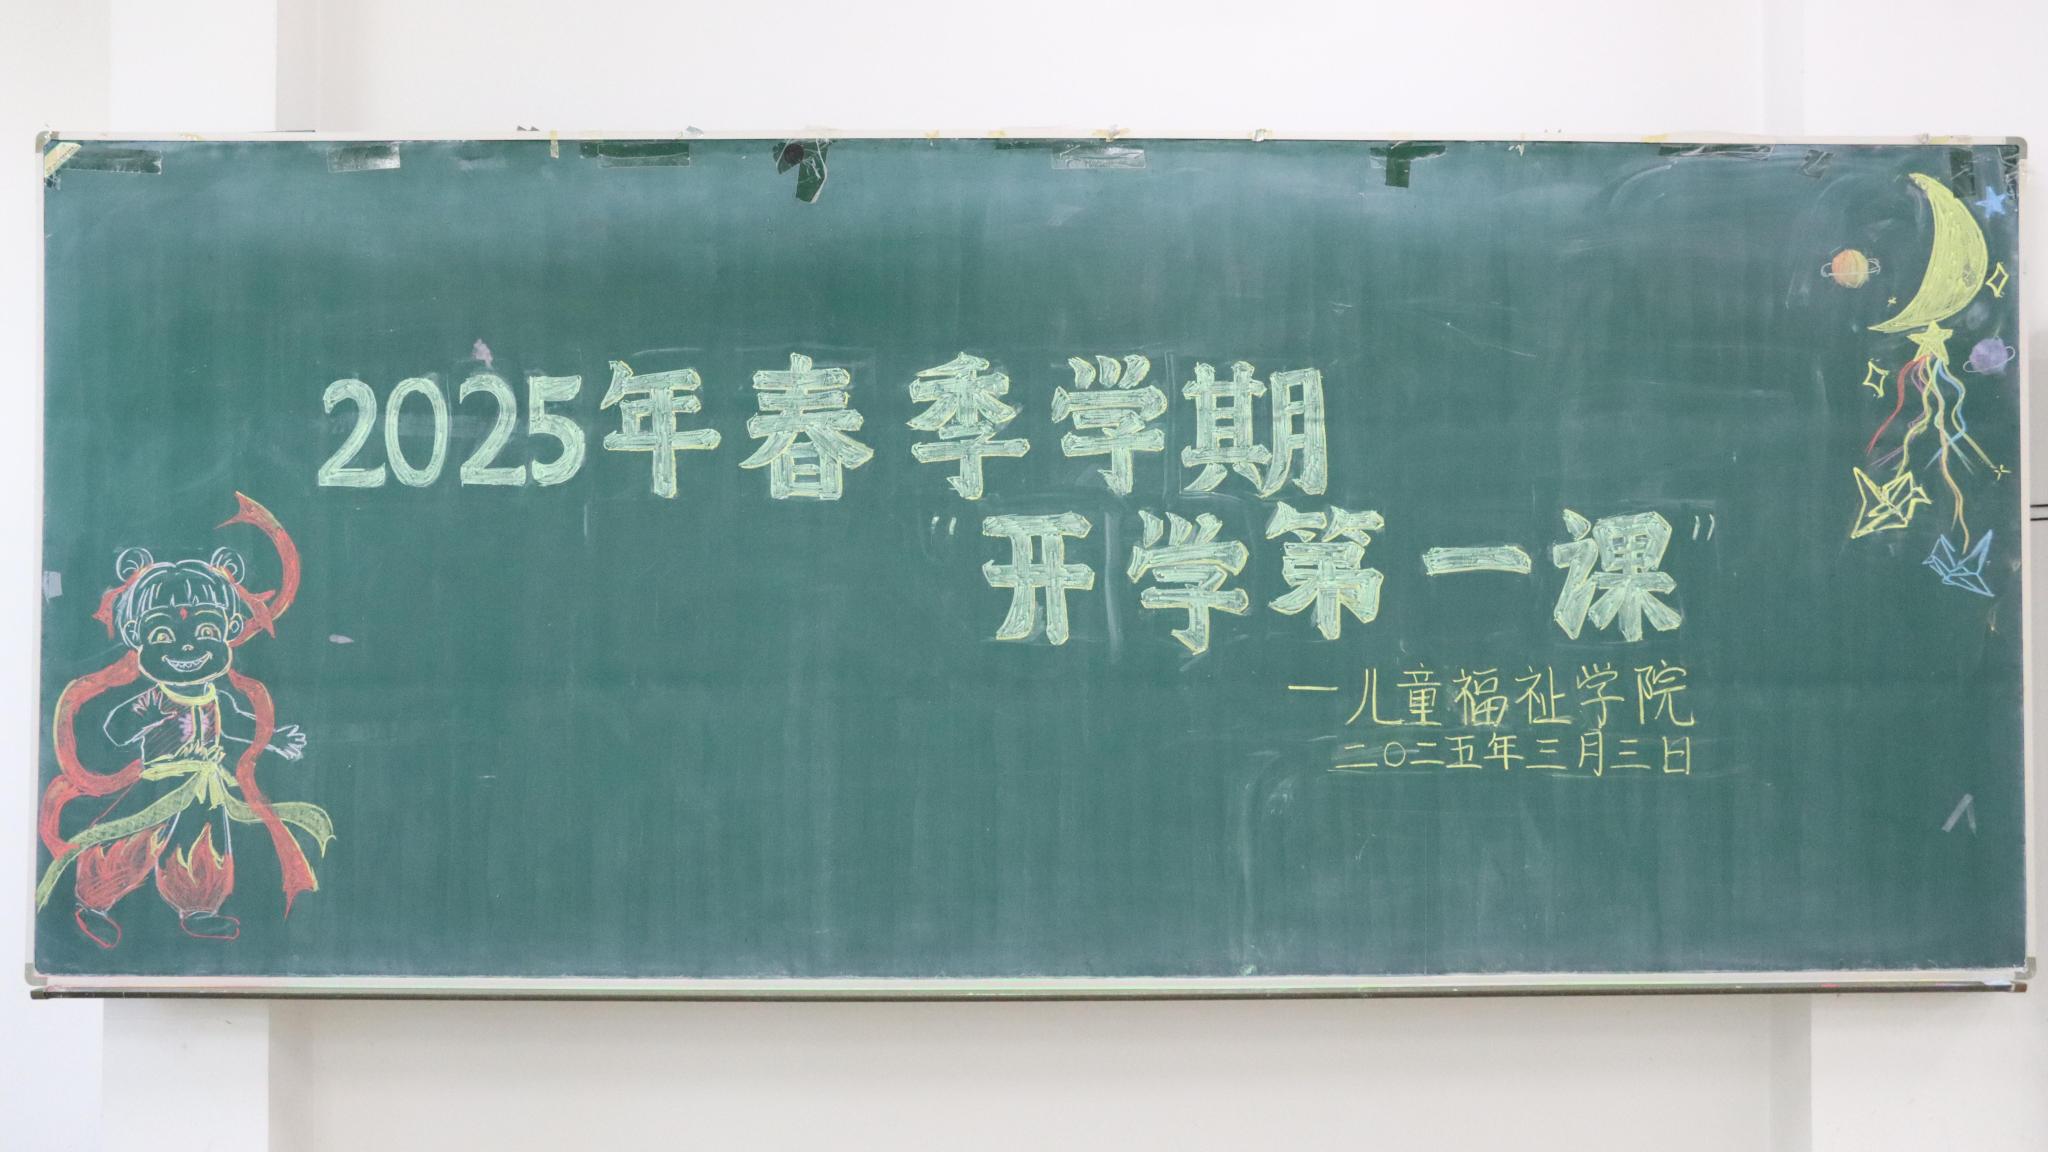 2025年春季学期
"开学第一课"
—儿童福祉学院
二〇二五年三月三日